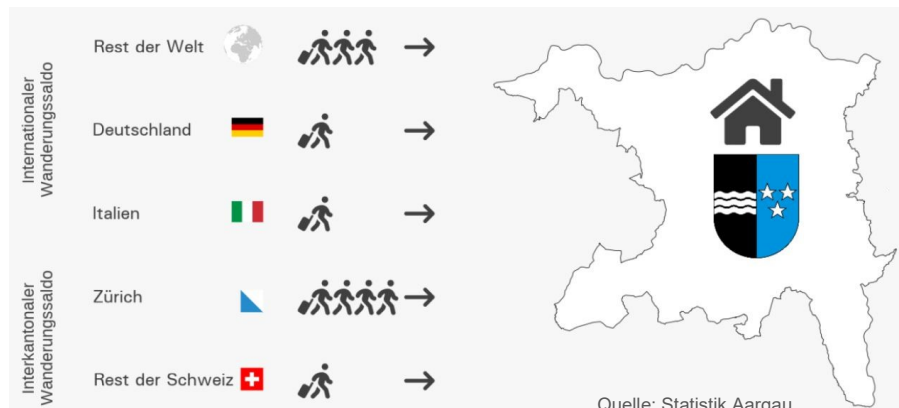 Internationaler
Wanderungssaldo
Rest der Welt
Deutschland
Italien
Interkantonaler
Wanderungssaldo
Zürich
Rest der Schweiz
Quelle: Statistik Aargau